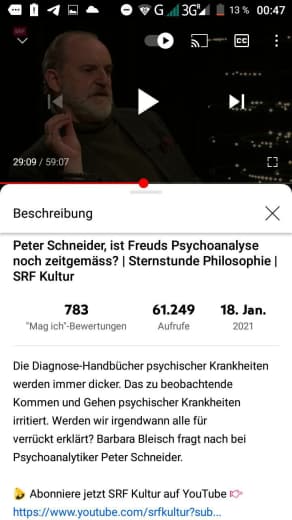 G 3G 13 % 00:47
SRF
CC
29:09 / 59:07
Beschreibung
Peter Schneider, ist Freuds Psychoanalyse
noch zeitgemäss? | Sternstunde Philosophie |
SRF Kultur
783 61.249 18. Jan.
"Mag ich"-Bewertungen Aufrufe 2021
Die Diagnose-Handbücher psychischer Krankheiten
werden immer dicker. Das zu beobachtende
Kommen und Gehen psychischer Krankheiten
irritiert. Werden wir irgendwann alle für
verrückt erklärt? Barbara Bleisch fragt nach bei
Psychoanalytiker Peter Schneider.
Abonniere jetzt SRF Kultur auf YouTube
https://www.youtube.com/srfkultur?sub...